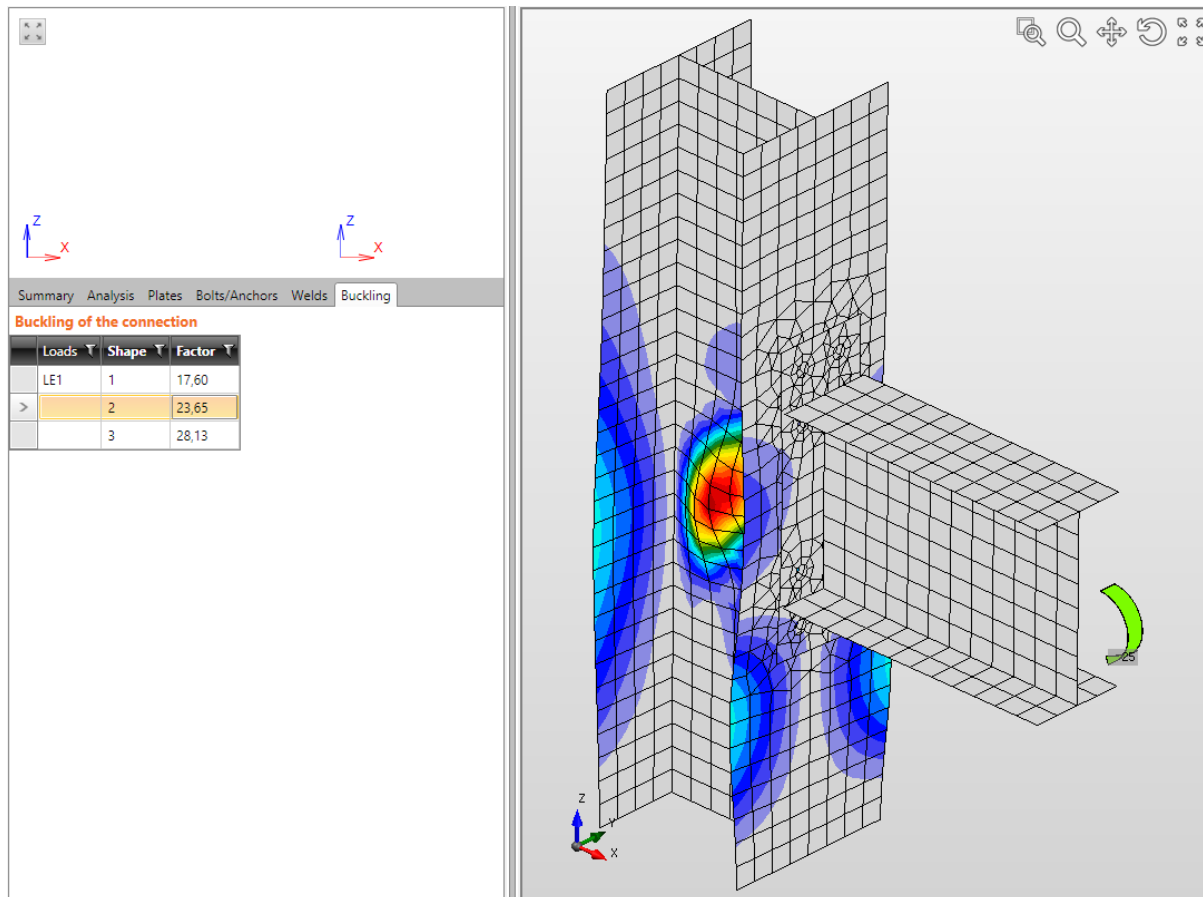 Z
X
Z
X
Summary Analysis Plates Bolts/Anchors Welds Buckling
Buckling of the connection
Loads Shape Factor
LE1 1 17,60
> 2 23,65
3 28,13
Z
Y
X